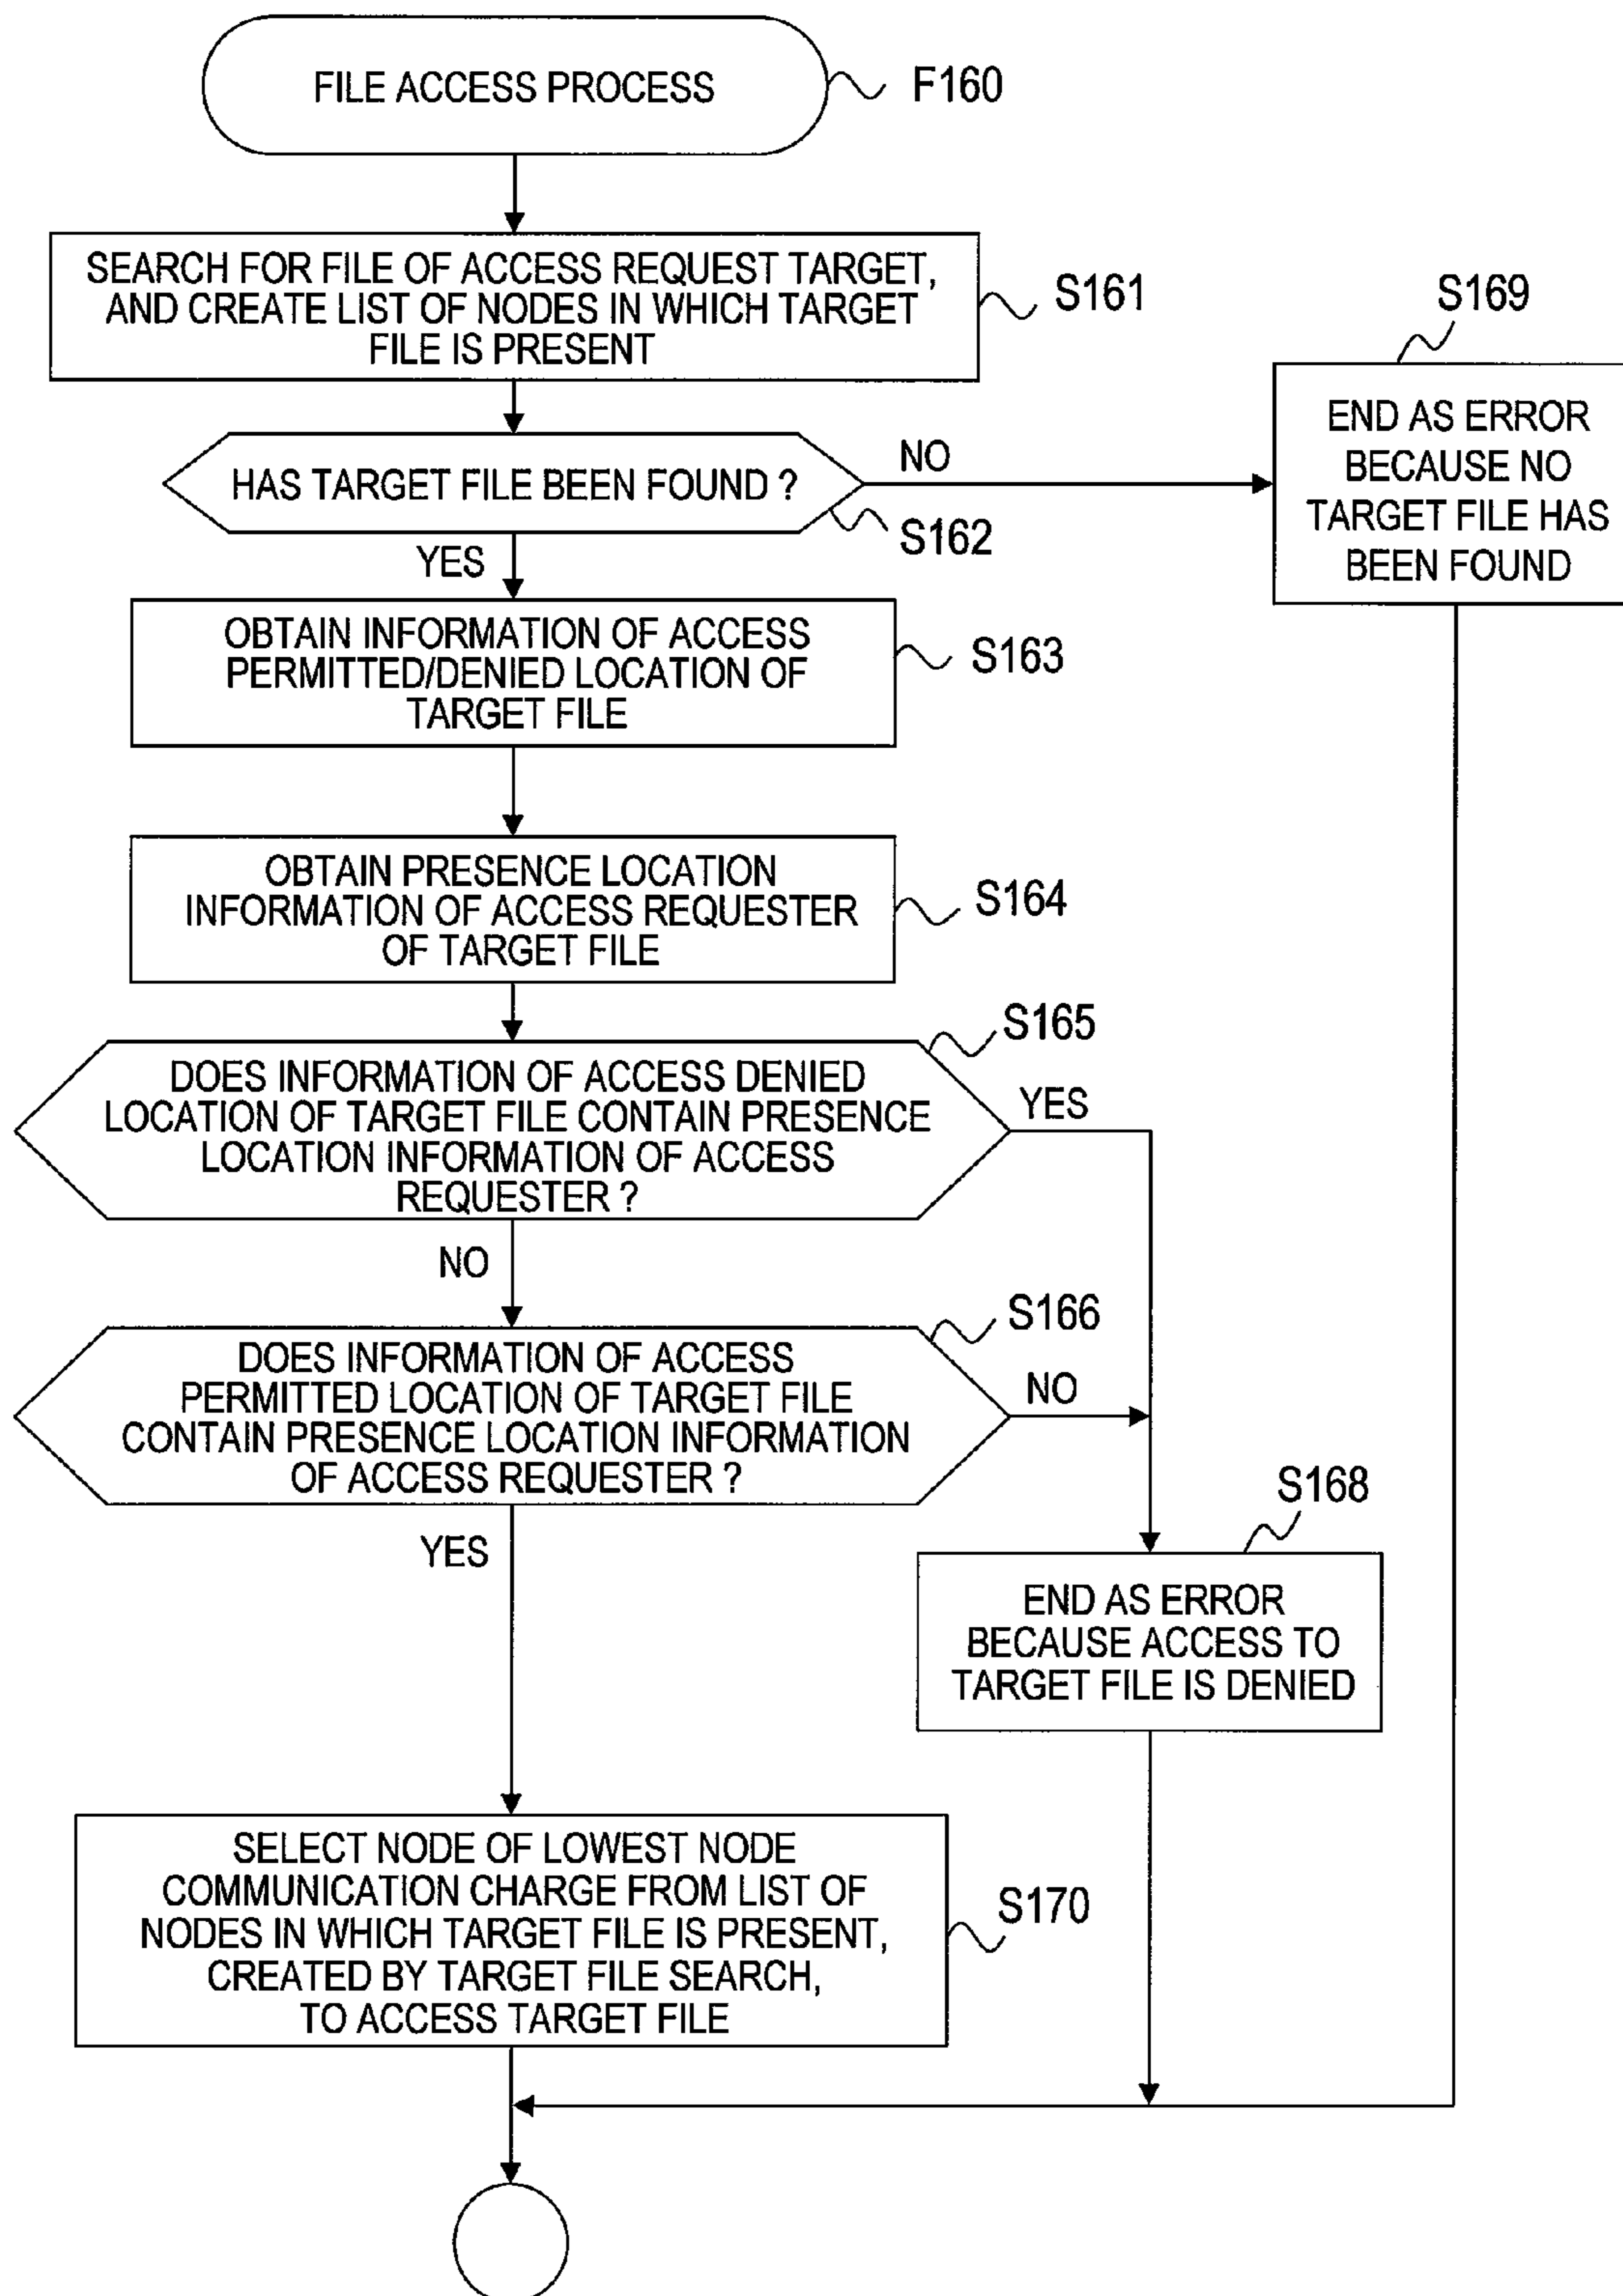 FILE ACCESS PROCESS
F160
SEARCH FOR FILE OF ACCESS REQUEST TARGET,
AND CREATE LIST OF NODES IN WHICH TARGET
FILE IS PRESENT
S161
HAS TARGET FILE BEEN FOUND ?
S162
NO
YES
S169
END AS ERROR
BECAUSE NO
TARGET FILE HAS
BEEN FOUND
OBTAIN INFORMATION OF ACCESS
PERMITTED/DENIED LOCATION OF
TARGET FILE
S163
OBTAIN PRESENCE LOCATION
INFORMATION OF ACCESS REQUESTER
OF TARGET FILE
S164
S165
DOES INFORMATION OF ACCESS DENIED
LOCATION OF TARGET FILE CONTAIN PRESENCE
LOCATION INFORMATION OF ACCESS
REQUESTER ?
YES
NO
S166
DOES INFORMATION OF ACCESS
PERMITTED LOCATION OF TARGET FILE
CONTAIN PRESENCE LOCATION INFORMATION
OF ACCESS REQUESTER ?
NO
YES
S168
END AS ERROR
BECAUSE ACCESS TO
TARGET FILE IS DENIED
SELECT NODE OF LOWEST NODE
COMMUNICATION CHARGE FROM LIST OF
NODES IN WHICH TARGET FILE IS PRESENT,
CREATED BY TARGET FILE SEARCH,
TO ACCESS TARGET FILE
S170